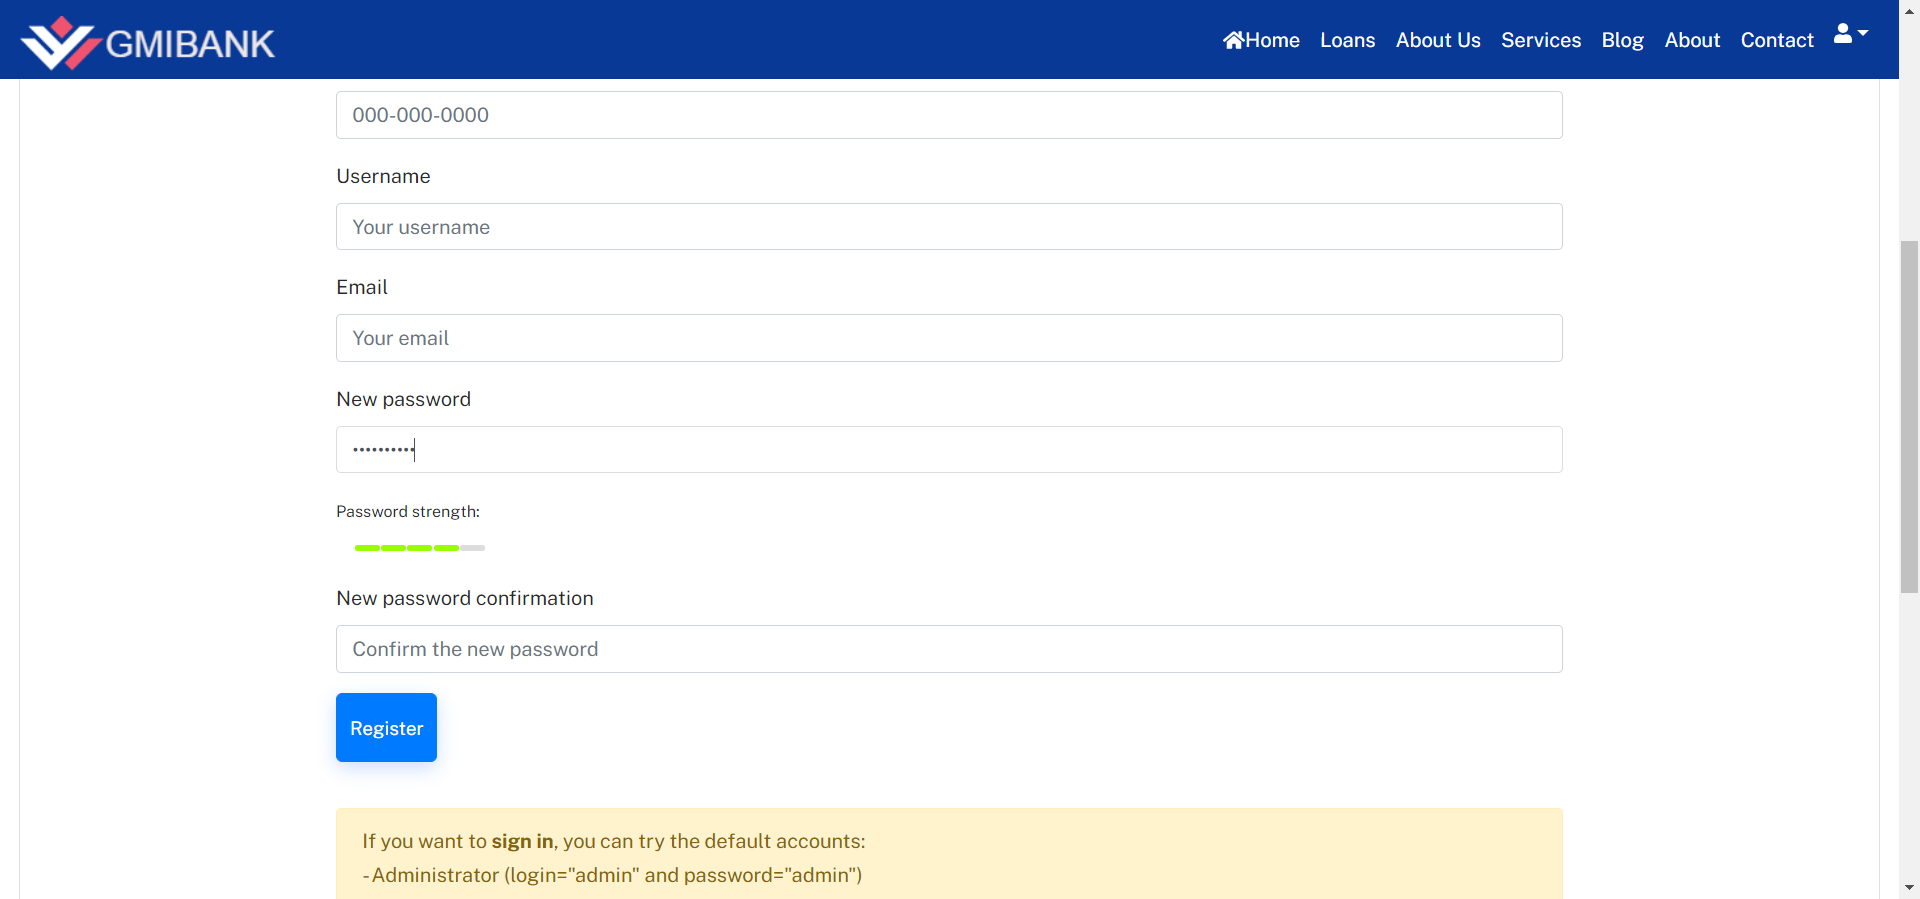 GMIBANK
Home Loans About Us Services Blog About Contact
000-000-0000
Username
Your username
Email
Your email
New password
••••••••••
Password strength:
New password confirmation
Confirm the new password
Register
If you want to sign in, you can try the default accounts:
- Administrator (login="admin" and password="admin")